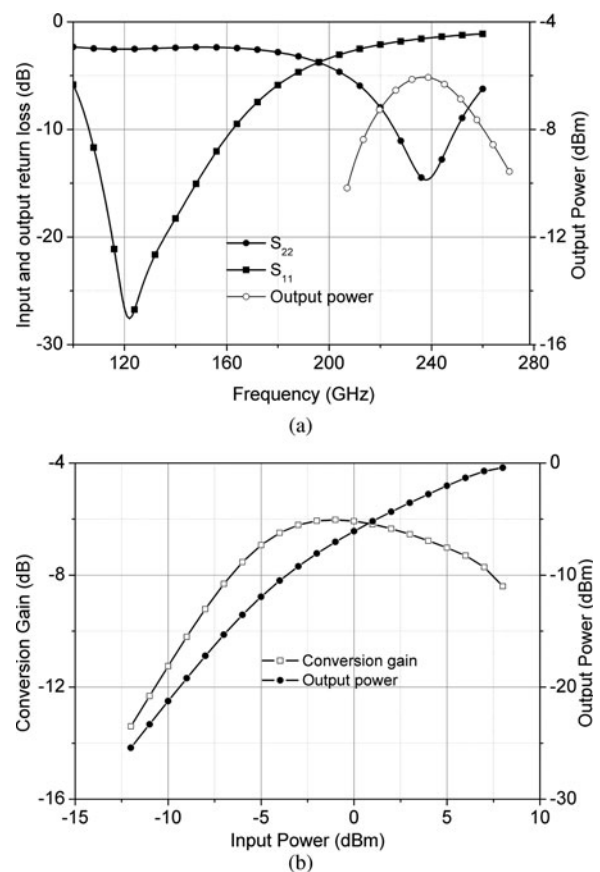 Input and output return loss (dB)
0
-10
-20
-30
Output Power (dBm)
-4
-8
-12
-16
S22
S11
Output power
120 160 200 240 280
Frequency (GHz)
(a)
Conversion Gain (dB)
-4
-8
-12
-16
Output Power (dBm)
0
-10
-20
-30
Conversion gain
Output power
-15 -10 -5 0 5 10
Input Power (dBm)
(b)